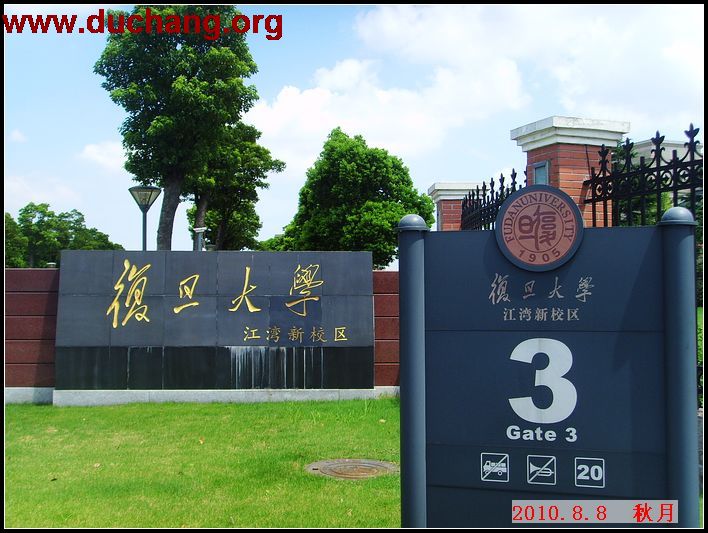 www.duchang.org
復旦大學
江湾新校区
FUDAN UNIVERSITY
1905
復旦大學
江湾新校区
3
Gate 3
20
2010.8.8 秋月